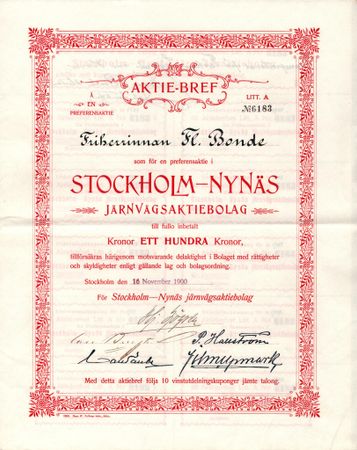 AKTIE-BREF
Å
EN
PREFERENSAKTIE
LITT. A
№6183
Friherrinnan Fl. Bonde
som för en preferensaktie i
STOCKHOLM—NYNÄS
JÄRNVÄGSAKTIEBOLAG
till fullo inbetalt
Kronor ETT HUNDRA Kronor,
tillförsäkras härigenom motsvarande delaktighet i Bolaget med rättigheter
och skyldigheter enligt gällande lag och bolagsordning.
Stockholm den 16 November 1900
För Stockholm—Nynäs järnvägsaktiebolag
Med detta aktiebref följa 10 vinstutdelningskuponger jämte talong.